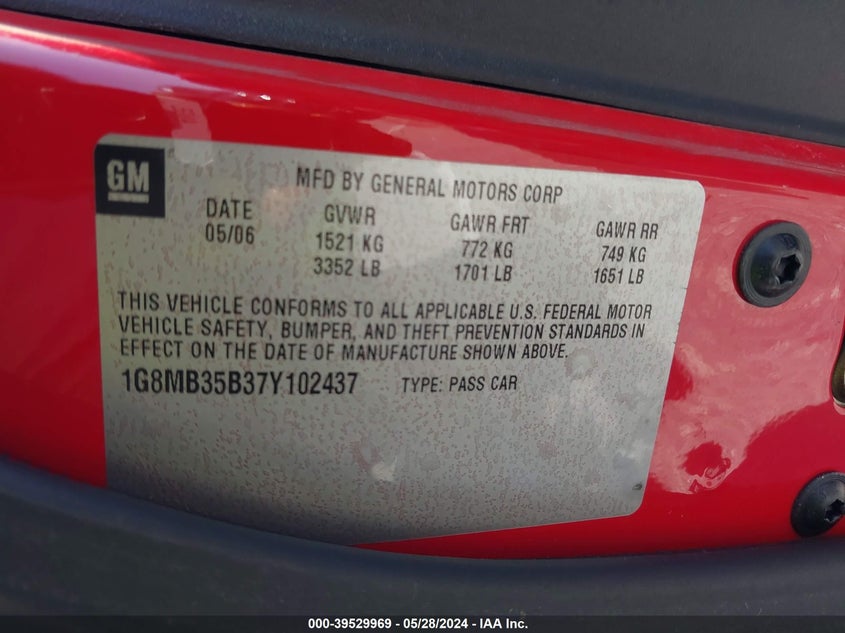 GM
MFD BY GENERAL MOTORS CORP
DATE GVWR GAWR FRT GAWR RR
05/06 1521 KG 772 KG 749 KG
3352 LB 1701 LB 1651 LB
THIS VEHICLE CONFORMS TO ALL APPLICABLE U.S. FEDERAL MOTOR
VEHICLE SAFETY, BUMPER, AND THEFT PREVENTION STANDARDS IN
EFFECT ON THE DATE OF MANUFACTURE SHOWN ABOVE.
1G8MB35B37Y102437 TYPE: PASS CAR
000-39529969 - 05/28/2024 - IAA Inc.